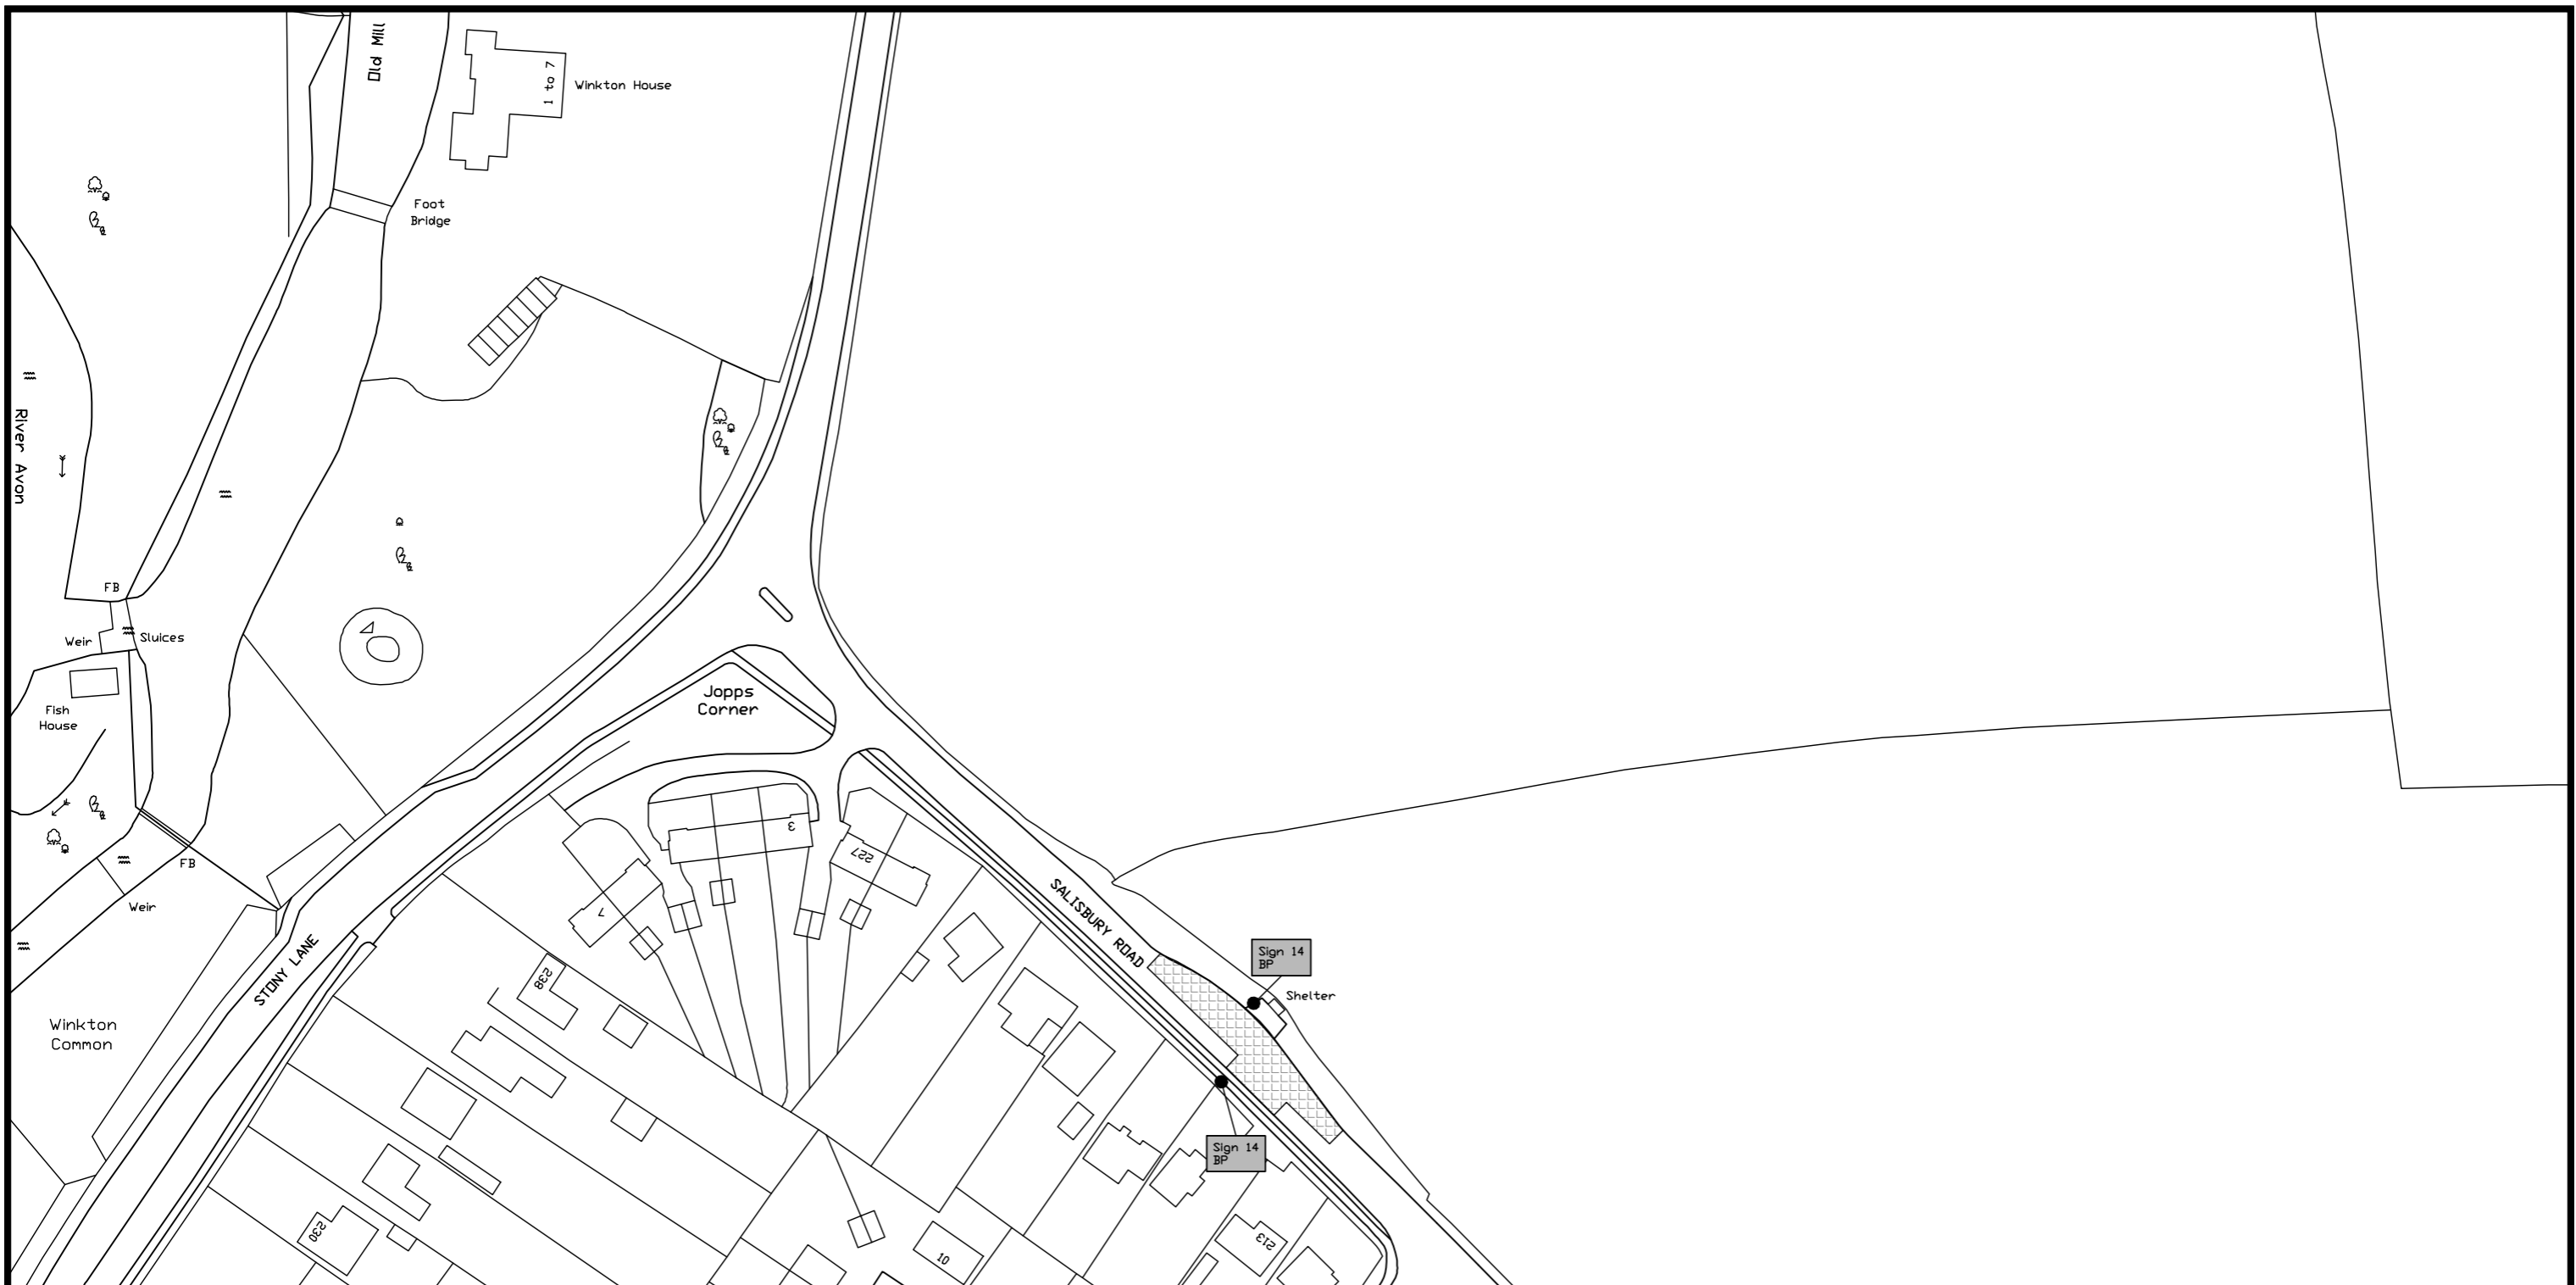 Old Mill
1 to 7
Winkton House
Foot
Bridge
River Avon
FB
Weir
Sluices
Fish
House
Jopps
Corner
3
227
FB
Weir
7
SALISBURY ROAD
STONY LANE
238
Sign 14
BP
Shelter
Winkton
Common
Sign 14
BP
230
10
213